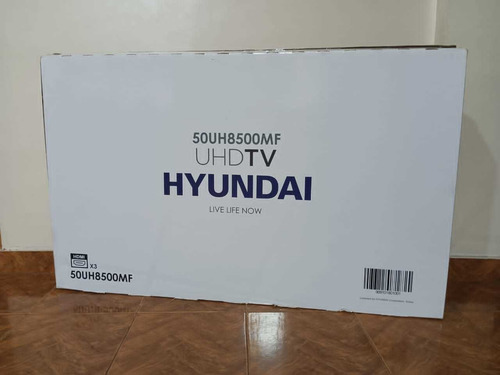 50UH8500MF
UHDTV
HYUNDAI
LIVE LIFE NOW
HDMI
X3
50UH8500MF